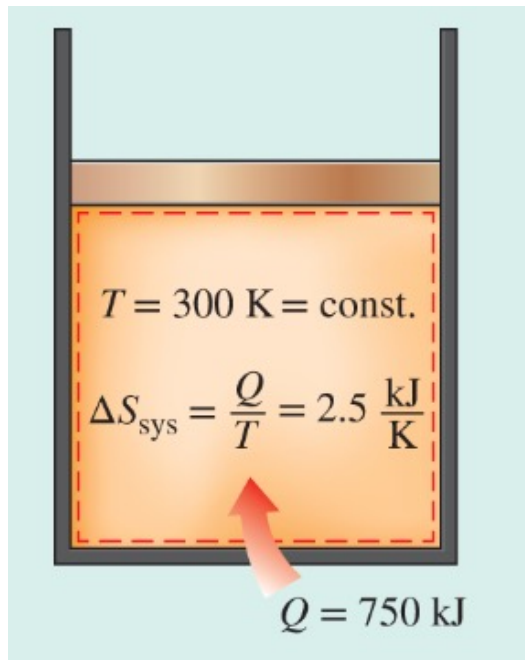 T = 300 K = const.
ΔS_sys = Q/T = 2.5 kJ/K
Q = 750 kJ